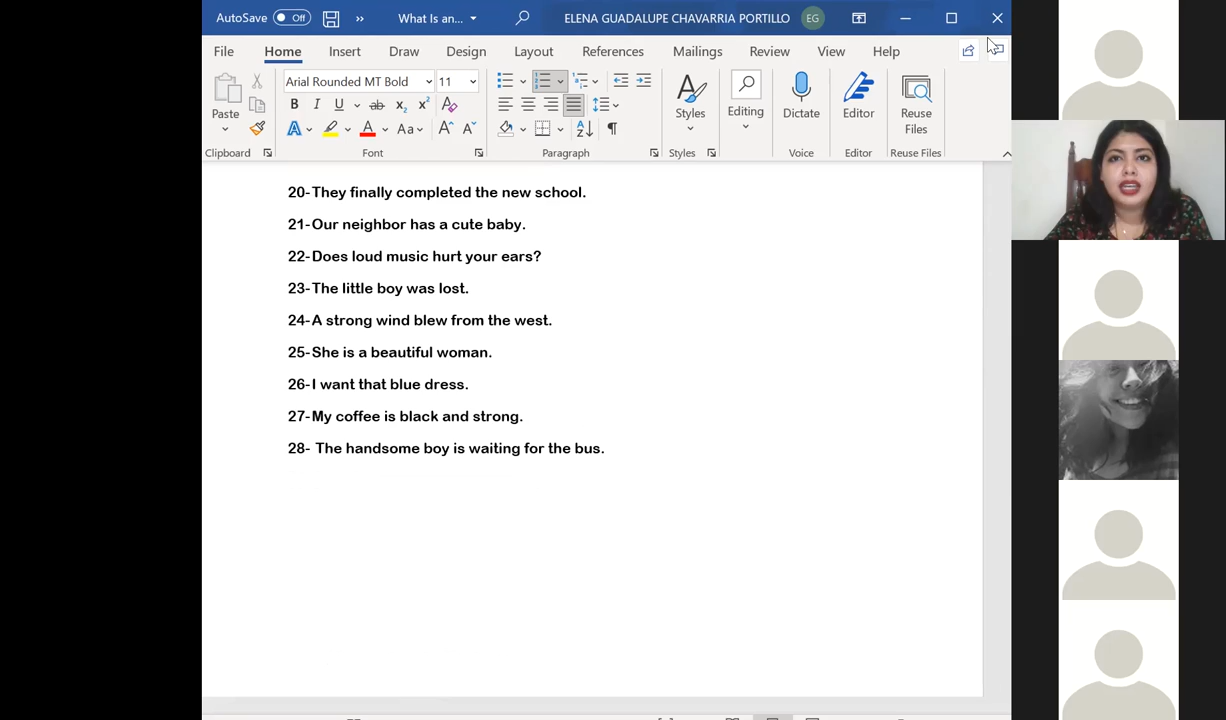 AutoSave Off What Is an... ELENA GUADALUPE CHAVARRIA PORTILLO EG
File Home Insert Draw Design Layout References Mailings Review View Help
Arial Rounded MT Bold 11
Paste Styles Editing Dictate Editor Reuse Files
Clipboard Font Paragraph Styles Voice Editor Reuse Files
20-They finally completed the new school.
21-Our neighbor has a cute baby.
22-Does loud music hurt your ears?
23-The little boy was lost.
24-A strong wind blew from the west.
25-She is a beautiful woman.
26-I want that blue dress.
27-My coffee is black and strong.
28- The handsome boy is waiting for the bus.